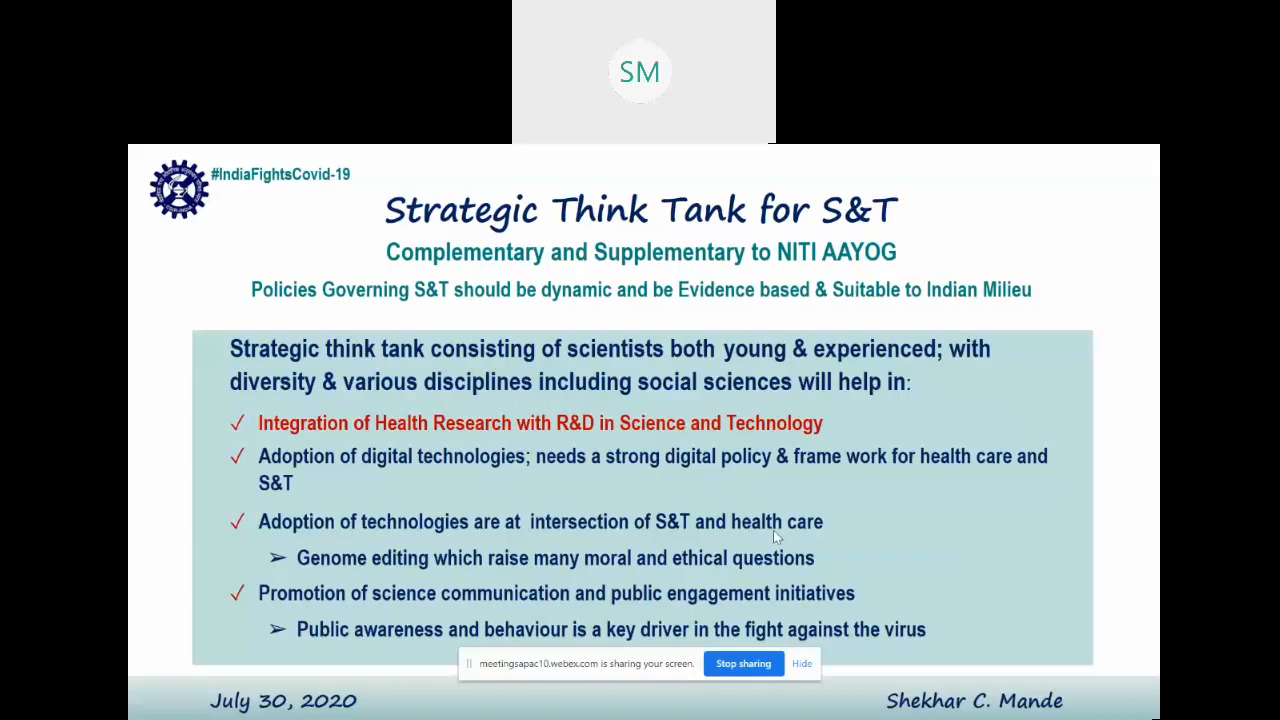 SM
#IndiaFightsCovid-19
Strategic Think Tank for S&T
Complementary and Supplementary to NITI AAYOG
Policies Governing S&T should be dynamic and be Evidence based & Suitable to Indian Milieu
Strategic think tank consisting of scientists both young & experienced; with
diversity & various disciplines including social sciences will help in:
✓ Integration of Health Research with R&D in Science and Technology
✓ Adoption of digital technologies; needs a strong digital policy & frame work for health care and
S&T
✓ Adoption of technologies are at intersection of S&T and health care
➢ Genome editing which raise many moral and ethical questions
✓ Promotion of science communication and public engagement initiatives
➢ Public awareness and behaviour is a key driver in the fight against the virus
meetingsapac10.webex.com is sharing your screen. Stop sharing Hide
July 30, 2020 Shekhar C. Mande